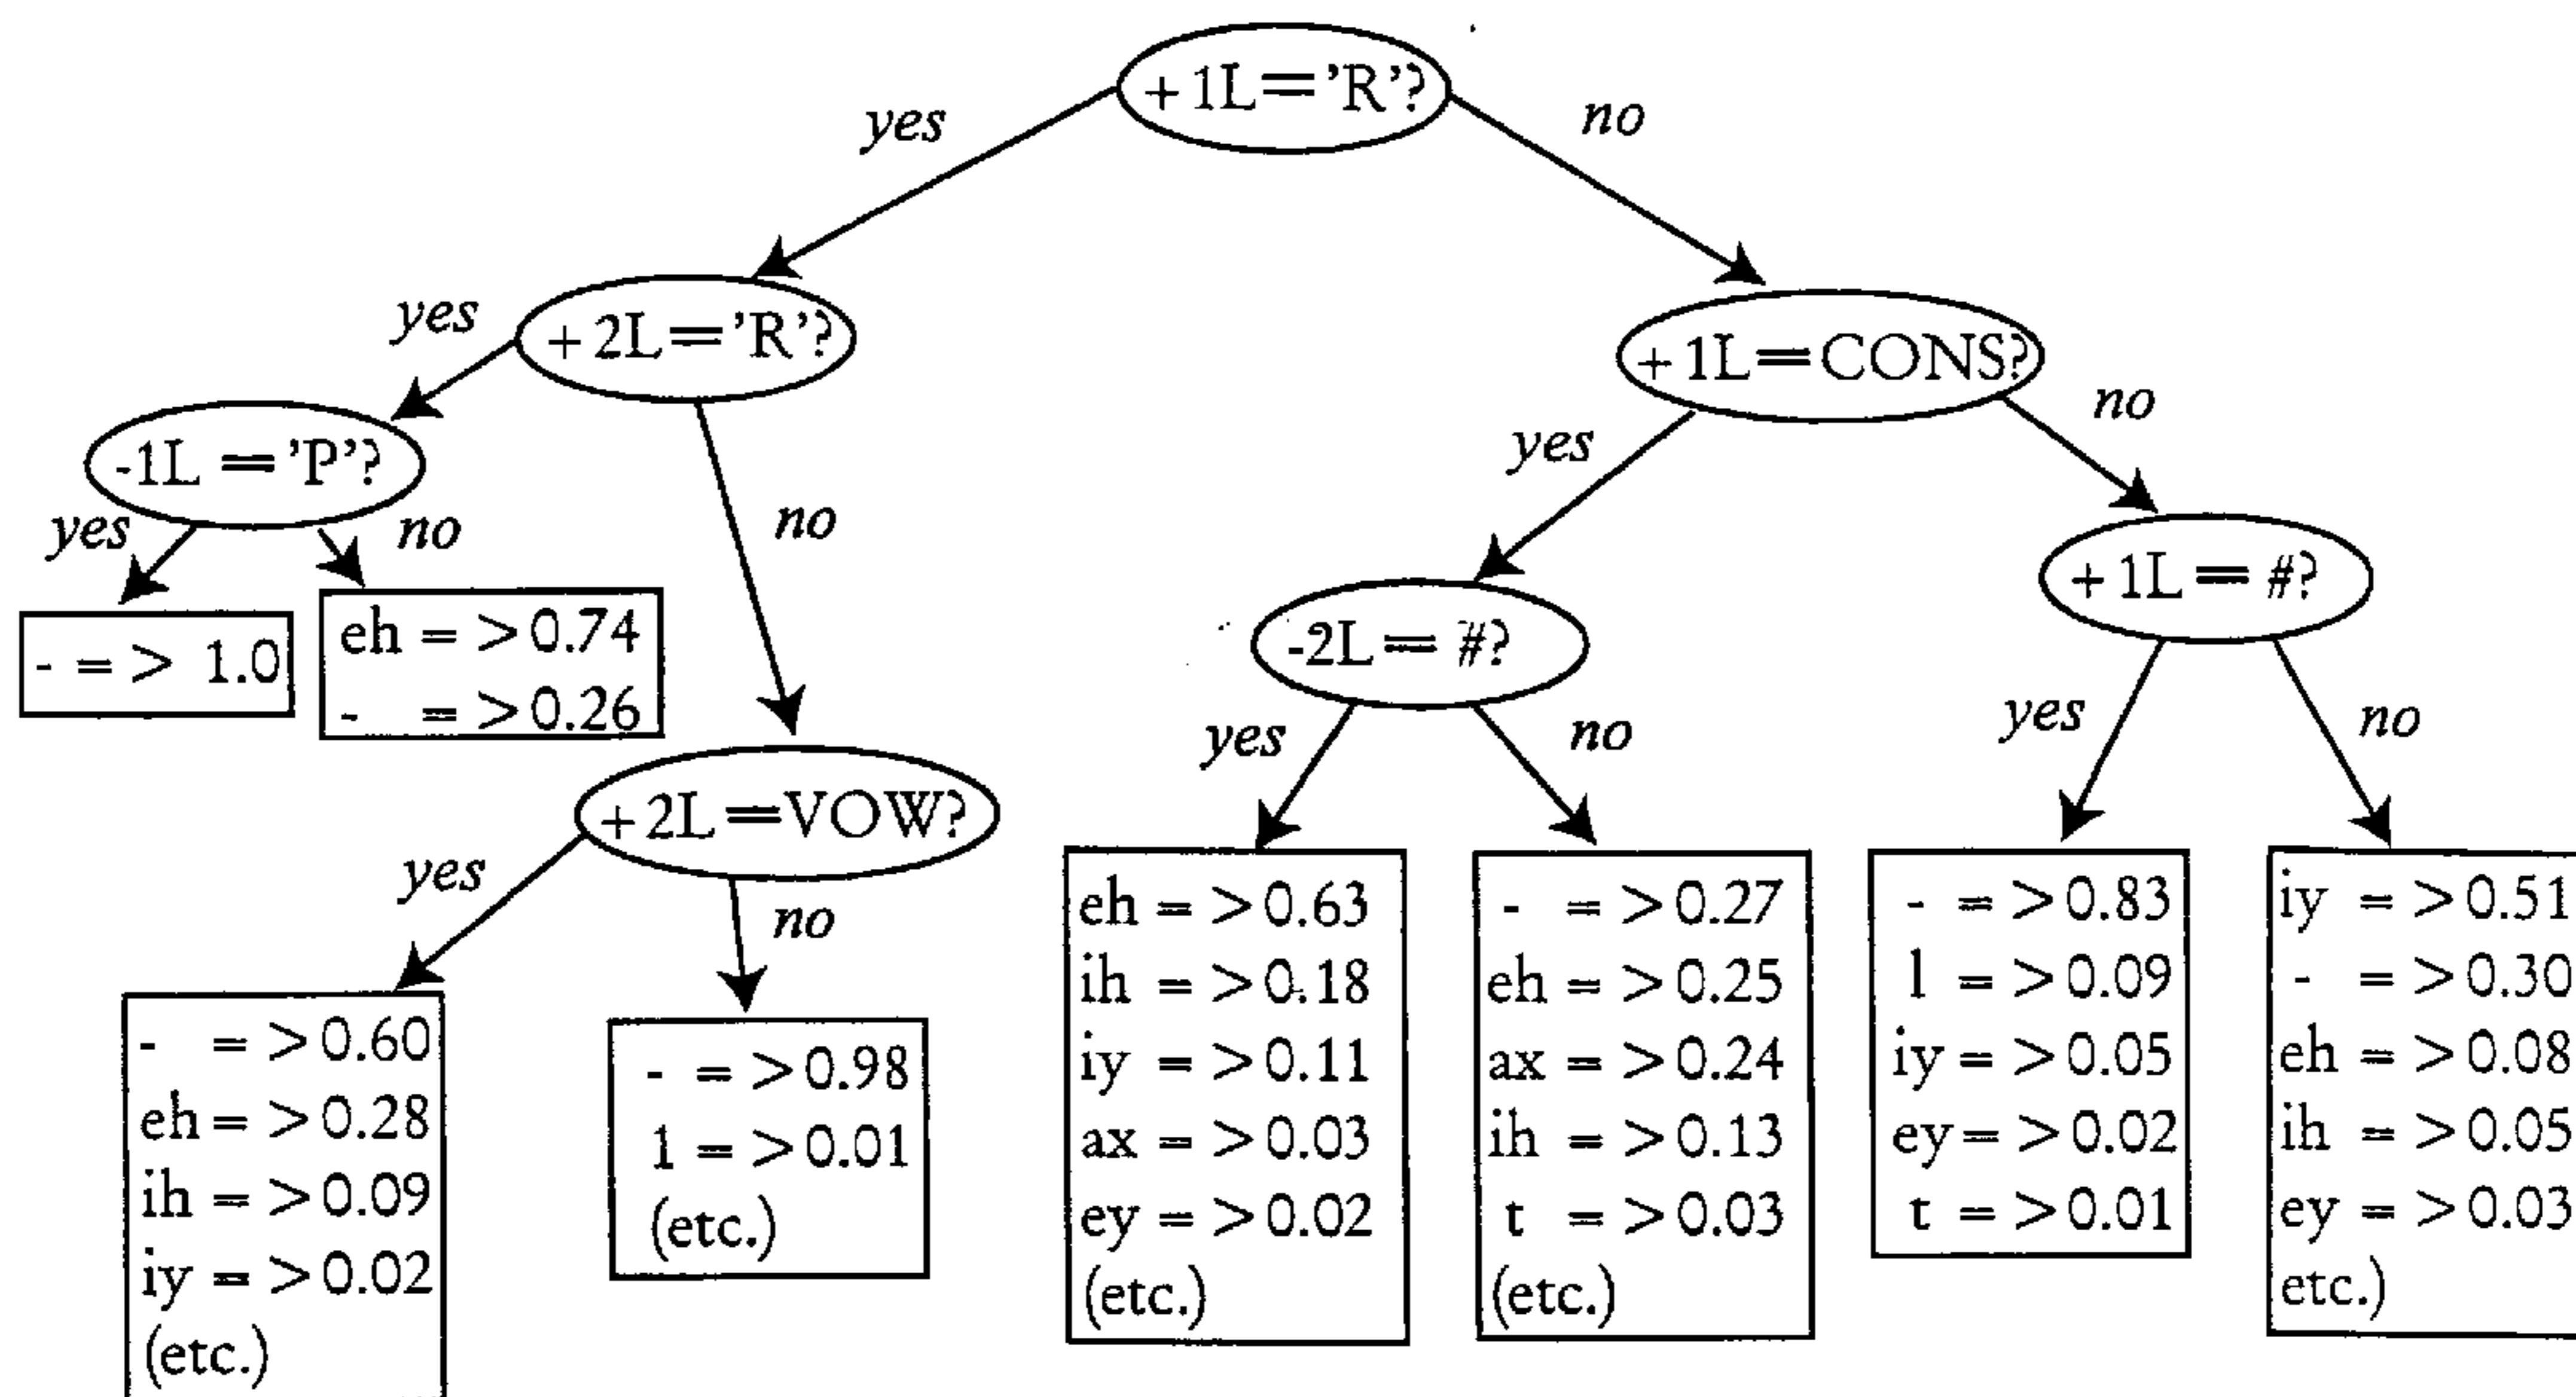 +1L=='R'?
yes
no
+2L=='R'?
yes
no
-1L =='P'?
yes
no
- => 1.0
eh => 0.74
- => 0.26
+2L==VOW?
yes
no
- => 0.60
eh => 0.28
ih => 0.09
iy => 0.02
(etc.)
- => 0.98
1 => 0.01
(etc.)
+1L==CONS?
yes
no
-2L== #?
yes
no
eh => 0.63
ih => 0.18
iy => 0.11
ax => 0.03
ey => 0.02
(etc.)
- => 0.27
eh => 0.25
ax => 0.24
ih => 0.13
t => 0.03
(etc.)
+1L== #?
yes
no
- => 0.83
l => 0.09
iy => 0.05
ey => 0.02
t => 0.01
iy => 0.51
- => 0.30
eh => 0.08
ih => 0.05
ey => 0.03
etc.)